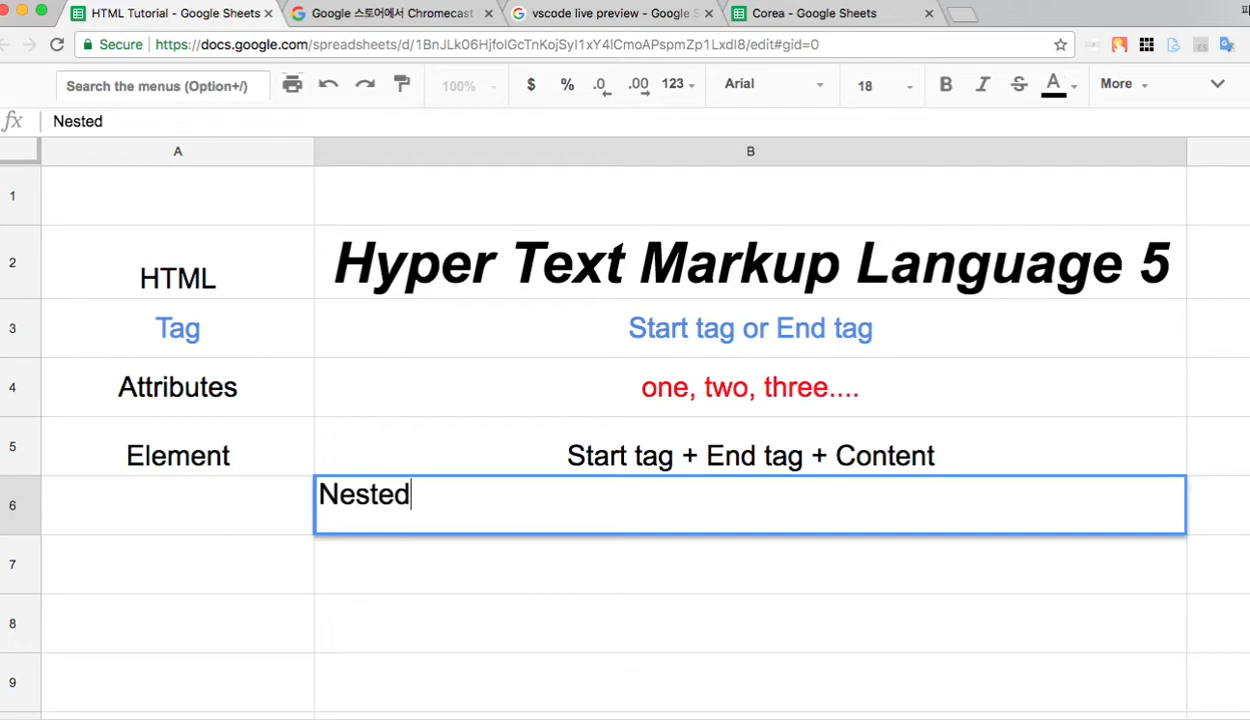 HTML Tutorial - Google Sheets
Google 스토어에서 Chromecast
vscode live preview - Google S
Corea - Google Sheets
Secure https://docs.google.com/spreadsheets/d/1BnJLk06HjfolGcTnKojSyI1xY4lCmoAPspmZp1LxdI8/edit#gid=0
Search the menus (Option+/) 100% $ % .0 .00 123 Arial 18 B I S A More
fx Nested
A B
1
2 HTML Hyper Text Markup Language 5
3 Tag Start tag or End tag
4 Attributes one, two, three....
5 Element Start tag + End tag + Content
6 Nested
7
8
9